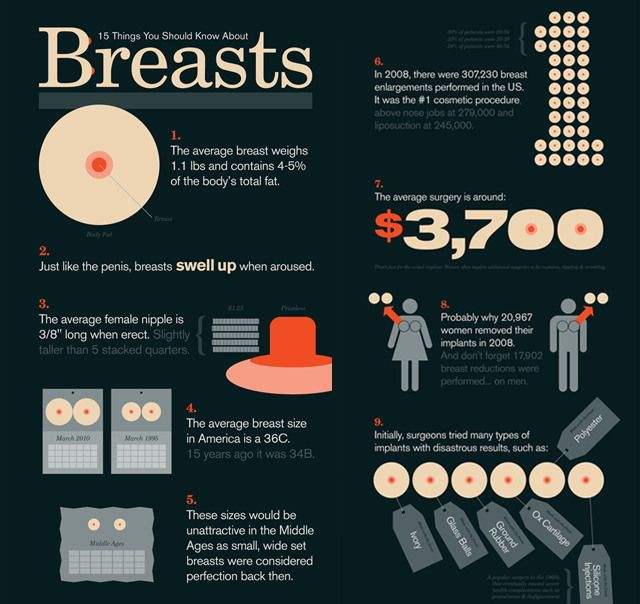 15 Things You Should Know About
Breasts
1.
The average breast weighs
1.1 lbs and contains 4-5%
of the body's total fat.
Breast
Body Fat
2.
Just like the penis, breasts swell up when aroused.
3.
The average female nipple is
3/8" long when erect. Slightly
taller than 5 stacked quarters.
$1.25
Priceless
4.
The average breast size
in America is a 36C.
15 years ago it was 34B.
March 2010
March 1995
5.
These sizes would be
unattractive in the Middle
Ages as small, wide set
breasts were considered
perfection back then.
Middle Ages
6.
In 2008, there were 307,230 breast
enlargements performed in the US.
It was the #1 cosmetic procedure
above nose jobs at 279,000 and
liposuction at 245,000.
7.
The average surgery is around:
$3,700
8.
Probably why 20,967
women removed their
implants in 2008.
And don't forget 17,902
breast reductions were
performed... on men.
9.
Initially, surgeons tried many types of
implants with disastrous results, such as:
Ivory
Glass Balls
Ground
Rubber
Ox Cartilage
Polyester
Silicone
Injections